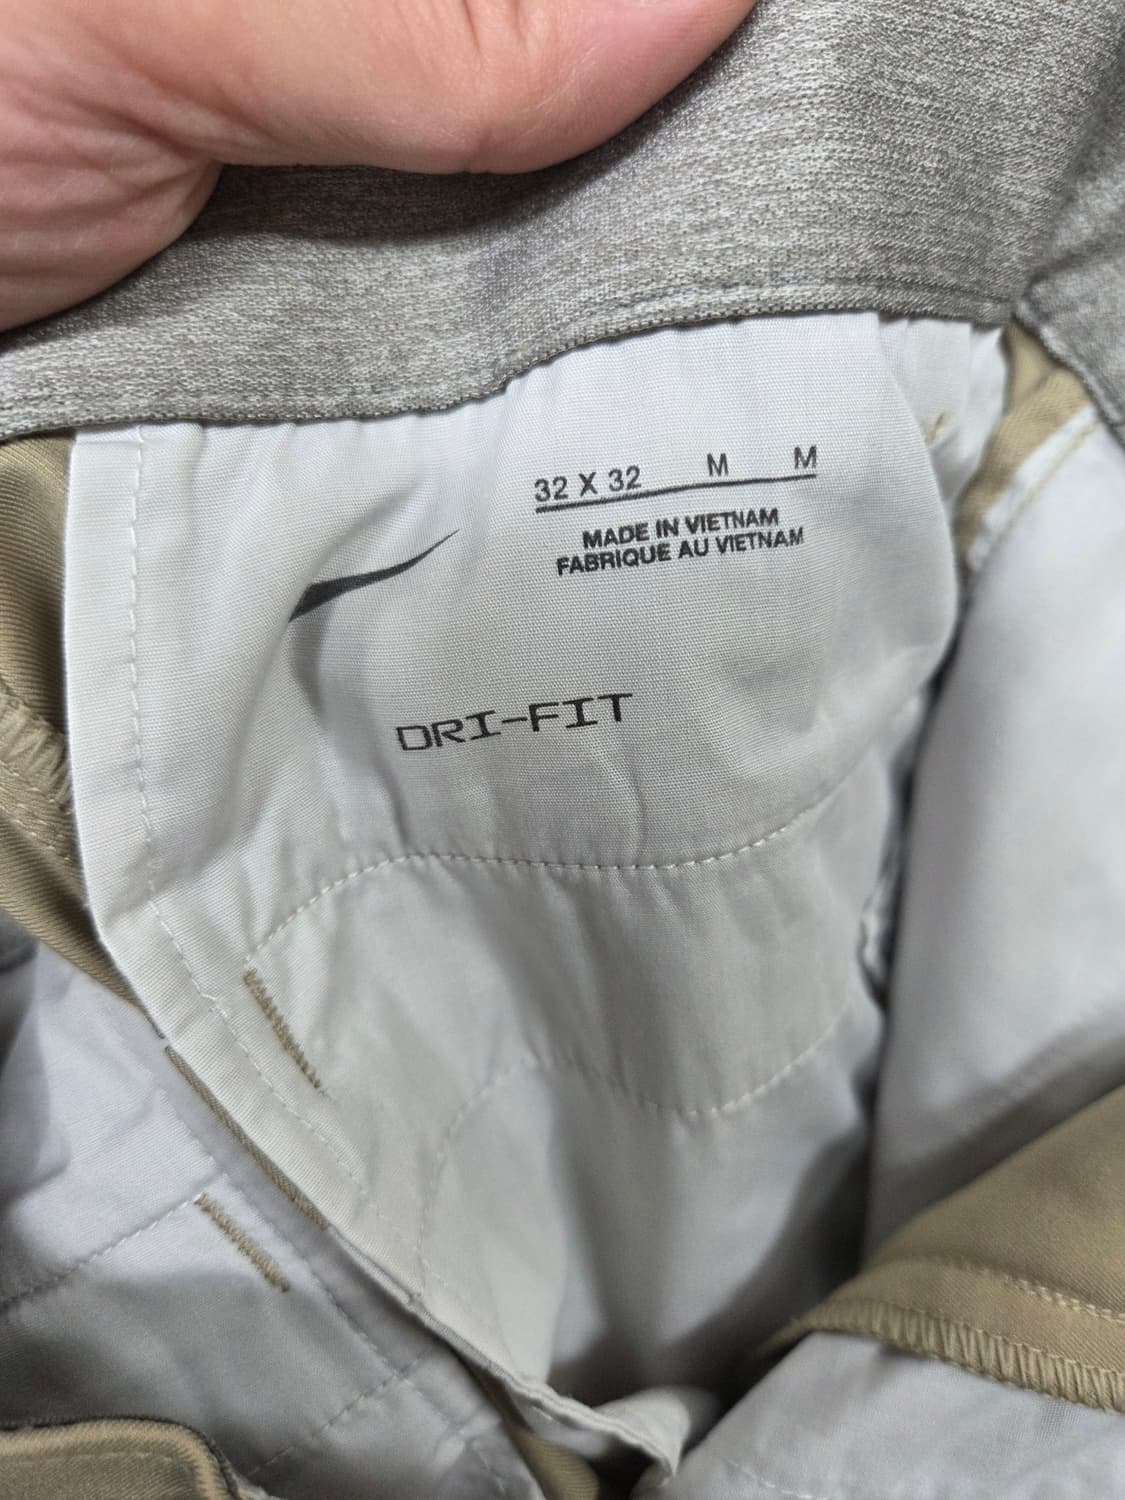 32 X 32 M M
MADE IN VIETNAM
FABRIQUE AU VIETNAM
DRI-FIT